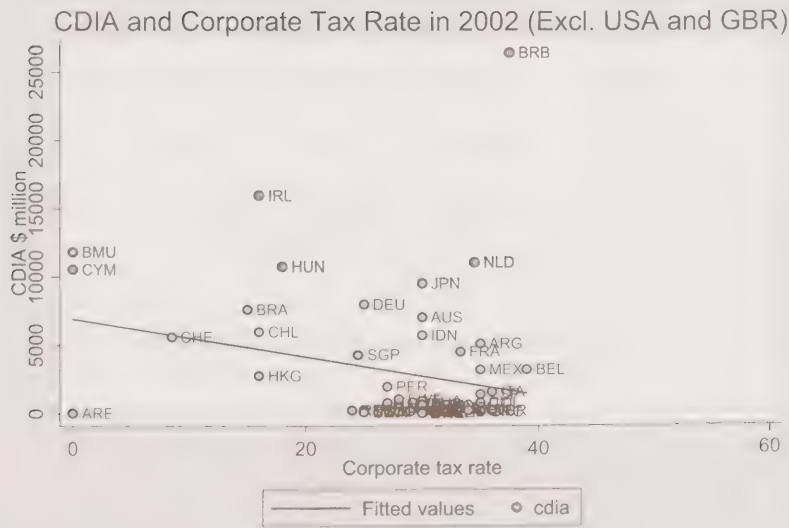 CDIA and Corporate Tax Rate in 2002 (Excl. USA and GBR)
CDIA $ million
25000
20000
15000
10000
5000
0
BRB
IRL
BMU
CYM
HUN
NLD
JPN
DEU
BRA
AUS
CHE
CHL
IDN
ARG
SGP
FRA
HKG
MEX
BEL
PER
ITA
ARE
0
20
40
60
Corporate tax rate
Fitted values
cdia